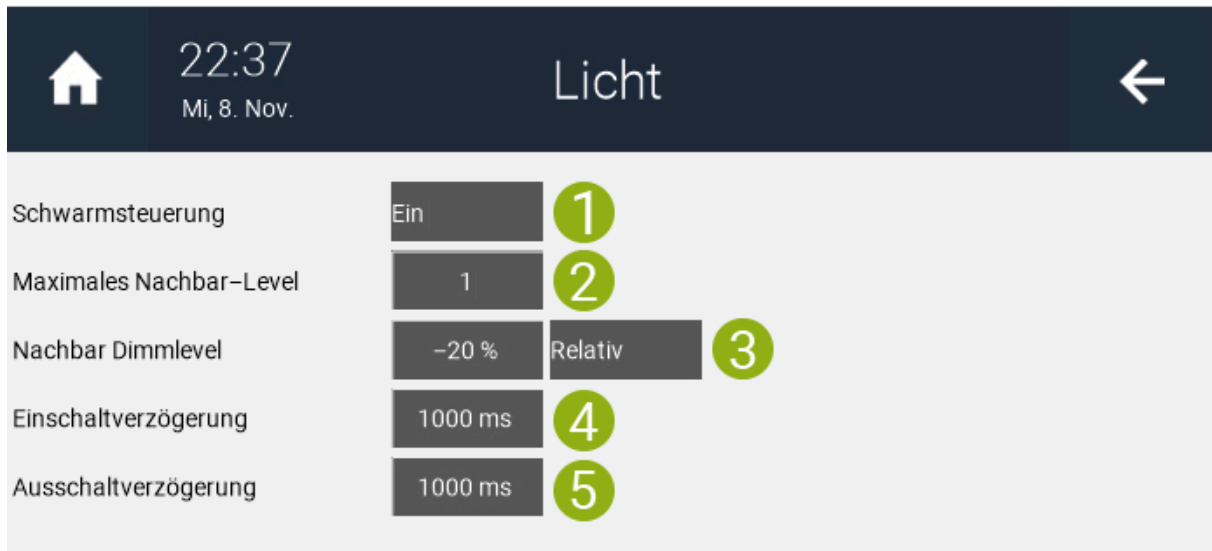 22:37
Mi, 8. Nov.
Licht
Schwarmsteuerung Ein 1
Maximales Nachbar-Level 1 2
Nachbar Dimmlevel -20 % Relativ 3
Einschaltverzögerung 1000 ms 4
Ausschaltverzögerung 1000 ms 5